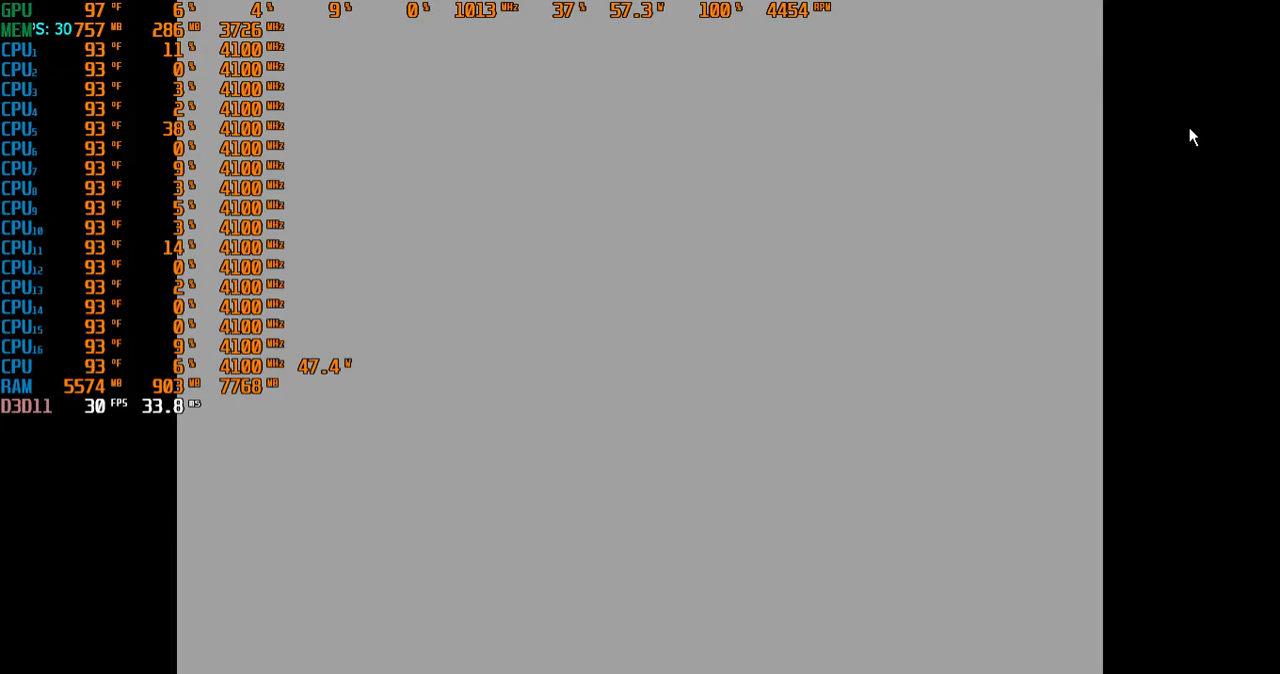 GPU 97 °F 6 % 4 % 9 % 0 % 1013 MHz 37 % 57.3 W 100 % 4454 RPM
MEM PS: 30 757 MB 286 MB 3726 MHz
CPU1 93 °F 11 % 4100 MHz
CPU2 93 °F 0 % 4100 MHz
CPU3 93 °F 3 % 4100 MHz
CPU4 93 °F 2 % 4100 MHz
CPU5 93 °F 38 % 4100 MHz
CPU6 93 °F 0 % 4100 MHz
CPU7 93 °F 9 % 4100 MHz
CPU8 93 °F 3 % 4100 MHz
CPU9 93 °F 5 % 4100 MHz
CPU10 93 °F 3 % 4100 MHz
CPU11 93 °F 14 % 4100 MHz
CPU12 93 °F 0 % 4100 MHz
CPU13 93 °F 2 % 4100 MHz
CPU14 93 °F 0 % 4100 MHz
CPU15 93 °F 0 % 4100 MHz
CPU16 93 °F 9 % 4100 MHz
CPU 93 °F 6 % 4100 MHz 47.4 W
RAM 5574 MB 903 MB 7768 MB
D3D11 30 FPS 33.8 ms